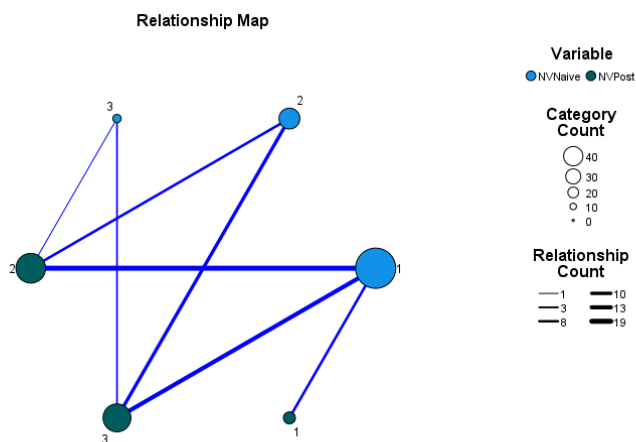 Relationship Map
Variable
NVNaive NVPost
Category
Count
40
30
20
10
0
Relationship
Count
1 10
3 13
8 19
3
2
2
1
3
1